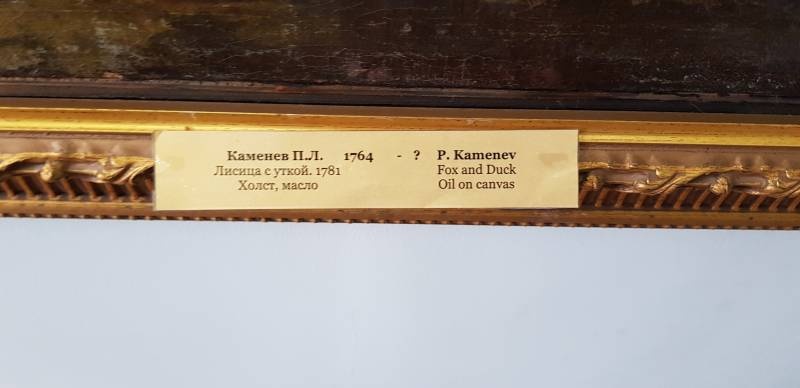 Каменев П.Л. 1764 - ? P. Kamenev
Лисица с уткой. 1781 Fox and Duck
Холст, масло Oil on canvas